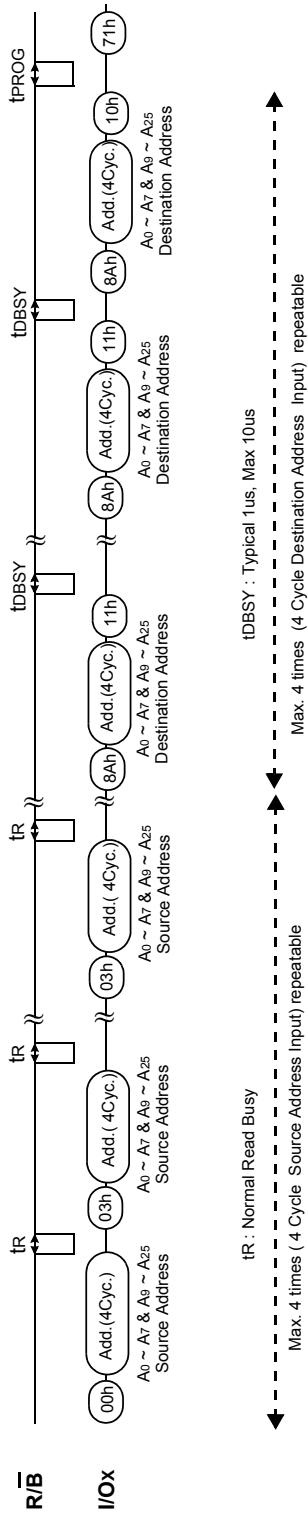 tR tR tR tDBSY tDBSY tPROG
R/B
I/Ox 00h Add.(4Cyc.) 03h Add.( 4Cyc.) 03h Add.( 4Cyc.) 8Ah Add.(4Cyc.) 11h 8Ah Add.(4Cyc.) 11h 8Ah Add.(4Cyc.) 10h 71h
A0 ~ A7 & A9 ~ A25 A0 ~ A7 & A9 ~ A25 A0 ~ A7 & A9 ~ A25 A0 ~ A7 & A9 ~ A25 A0 ~ A7 & A9 ~ A25 A0 ~ A7 & A9 ~ A25
Source Address Source Address Source Address Destination Address Destination Address Destination Address
tR : Normal Read Busy tDBSY : Typical 1us, Max 10us
Max. 4 times ( 4 Cycle Source Address Input) repeatable Max. 4 times (4 Cycle Destination Address Input) repeatable